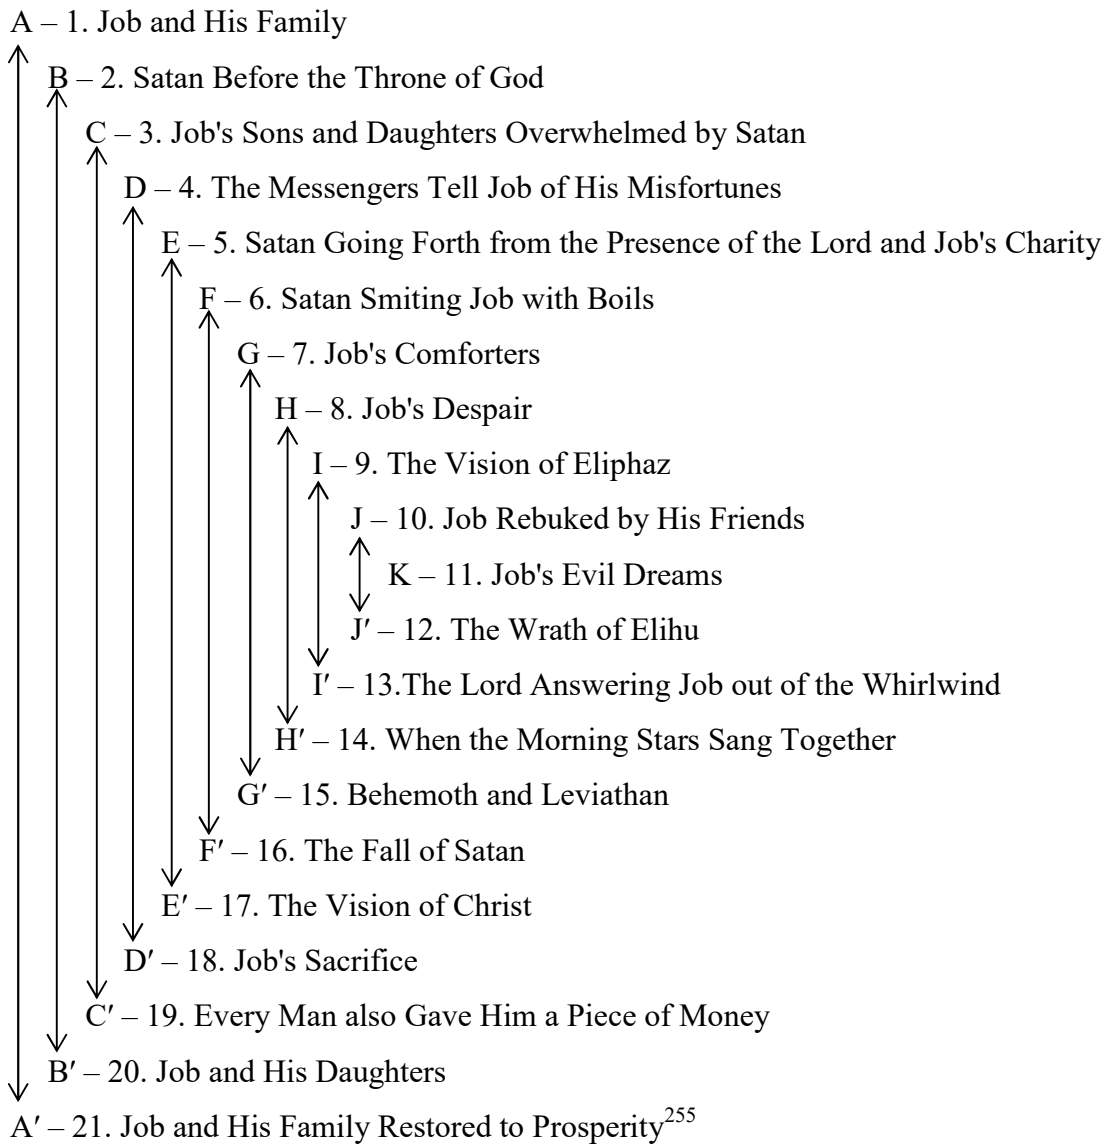 A – 1. Job and His Family
B – 2. Satan Before the Throne of God
C – 3. Job's Sons and Daughters Overwhelmed by Satan
D – 4. The Messengers Tell Job of His Misfortunes
E – 5. Satan Going Forth from the Presence of the Lord and Job's Charity
F – 6. Satan Smiting Job with Boils
G – 7. Job's Comforters
H – 8. Job's Despair
I – 9. The Vision of Eliphaz
J – 10. Job Rebuked by His Friends
K – 11. Job's Evil Dreams
J′ – 12. The Wrath of Elihu
I′ – 13.The Lord Answering Job out of the Whirlwind
H′ – 14. When the Morning Stars Sang Together
G′ – 15. Behemoth and Leviathan
F′ – 16. The Fall of Satan
E′ – 17. The Vision of Christ
D′ – 18. Job's Sacrifice
C′ – 19. Every Man also Gave Him a Piece of Money
B′ – 20. Job and His Daughters
A′ – 21. Job and His Family Restored to Prosperity²⁵⁵